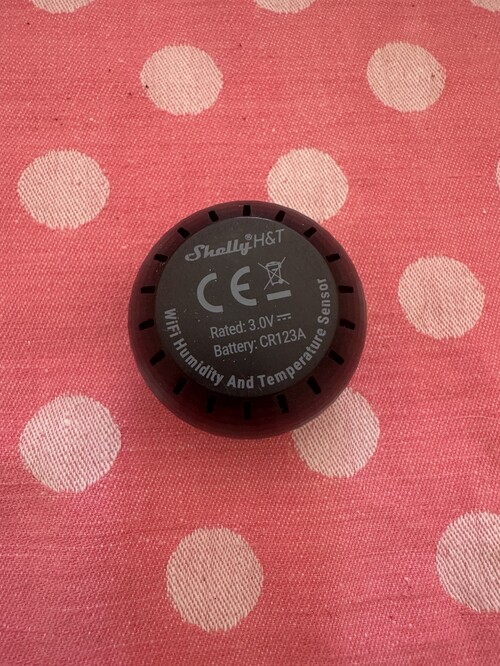 Shelly H&T
CE
Rated: 3.0V
Battery: CR123A
WiFi Humidity And Temperature Sensor